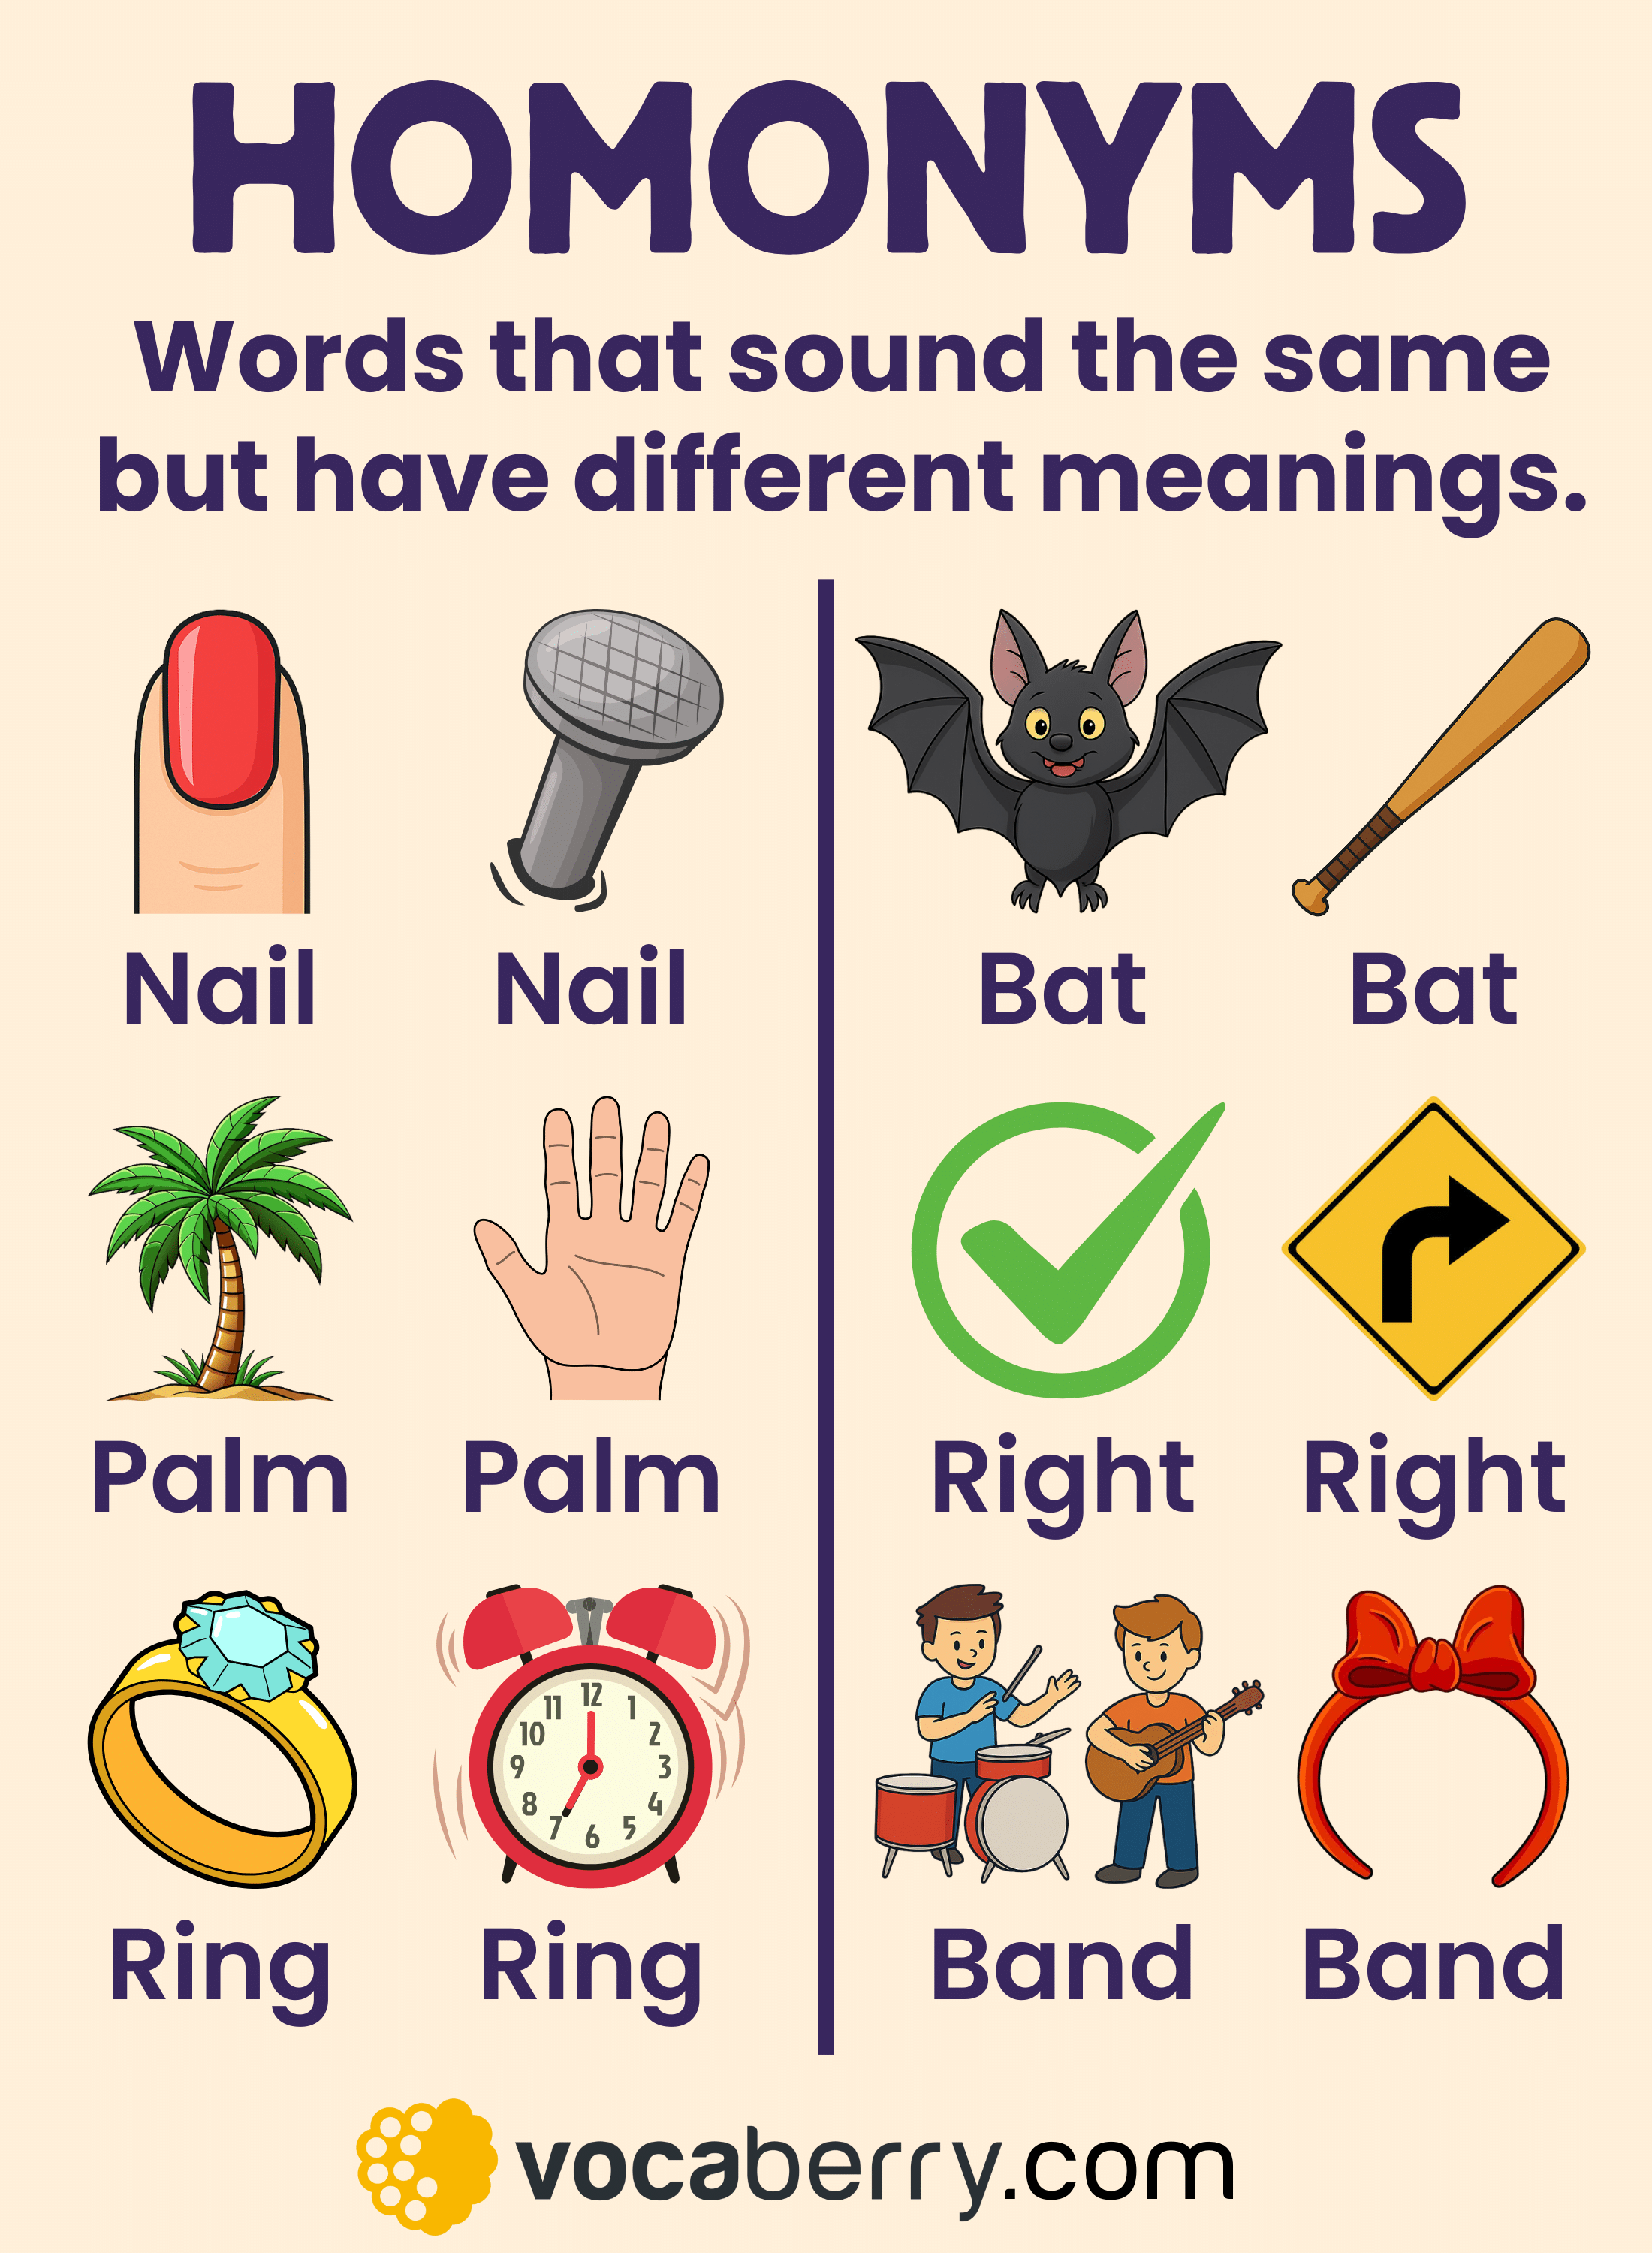 HOMONYMS
Words that sound the same
but have different meanings.
Nail Nail
Bat Bat
Palm Palm
Right Right
Ring Ring
12
11 1
10 2
9 3
8 4
7 5
6
Band Band
vocaberry.com